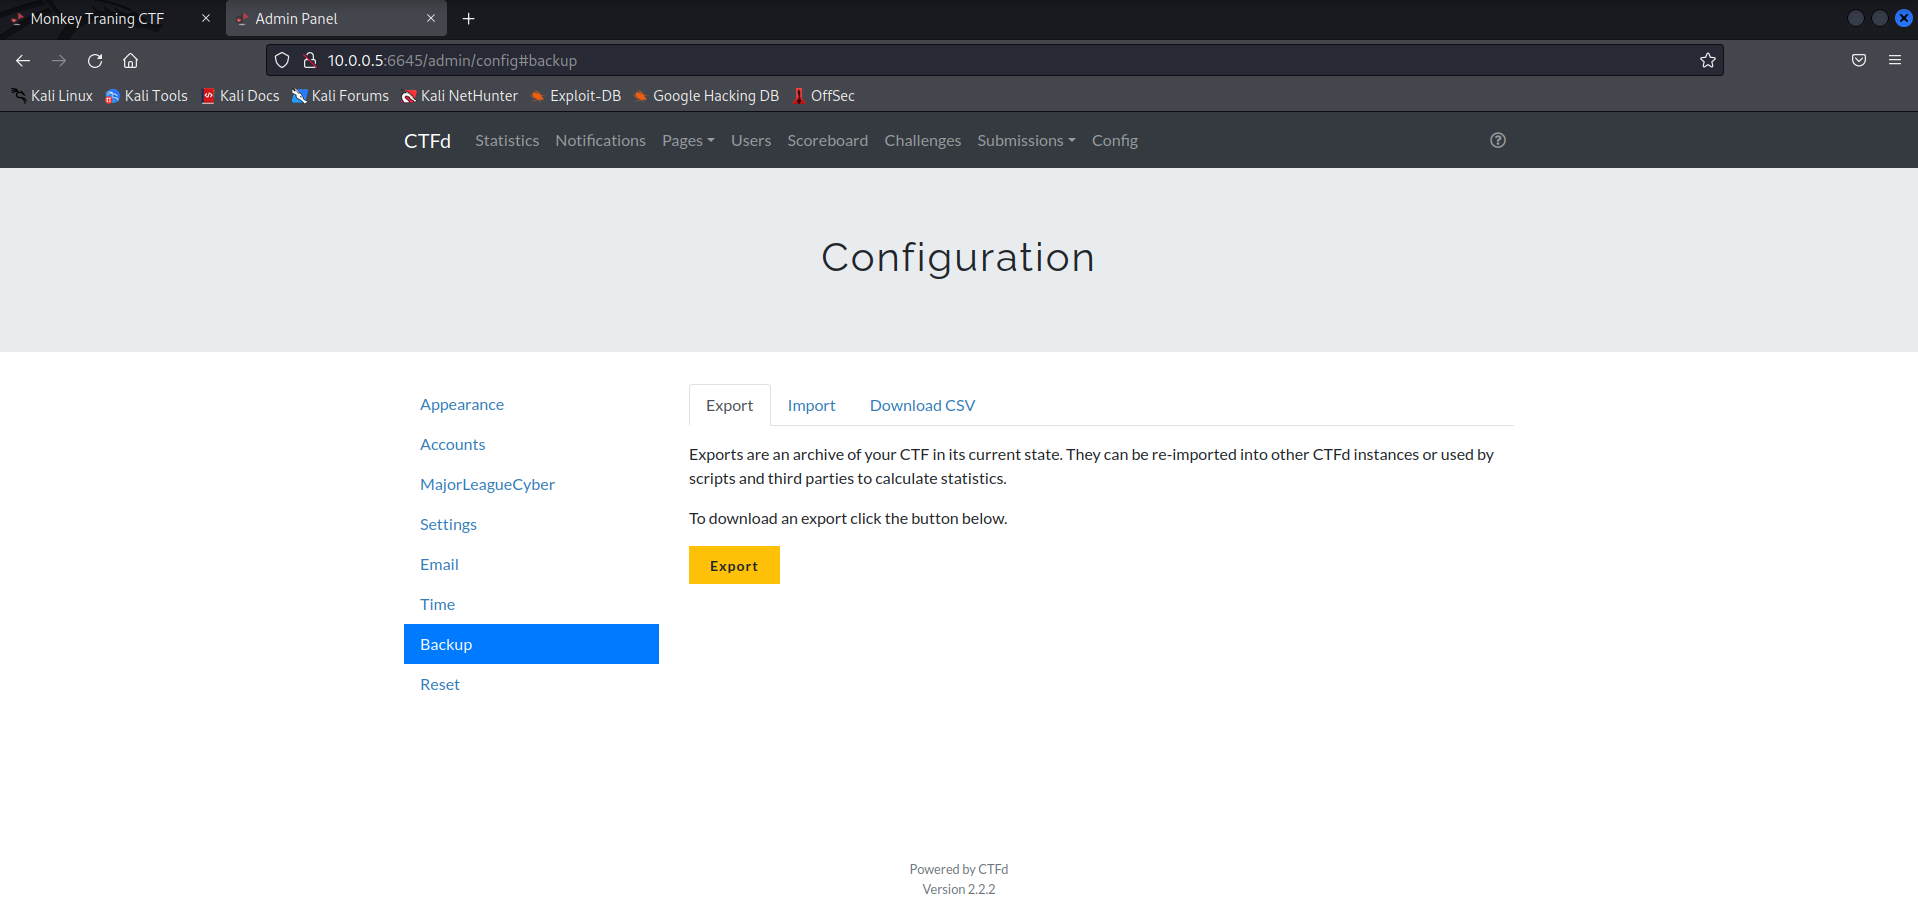 Monkey Traning CTF
Admin Panel
10.0.0.5:6645/admin/config#backup
Kali Linux Kali Tools Kali Docs Kali Forums Kali NetHunter Exploit-DB Google Hacking DB OffSec
CTFd Statistics Notifications Pages Users Scoreboard Challenges Submissions Config
Configuration
Appearance
Accounts
MajorLeagueCyber
Settings
Email
Time
Backup
Reset
Export Import Download CSV
Exports are an archive of your CTF in its current state. They can be re-imported into other CTFd instances or used by
scripts and third parties to calculate statistics.
To download an export click the button below.
Export
Powered by CTFd
Version 2.2.2